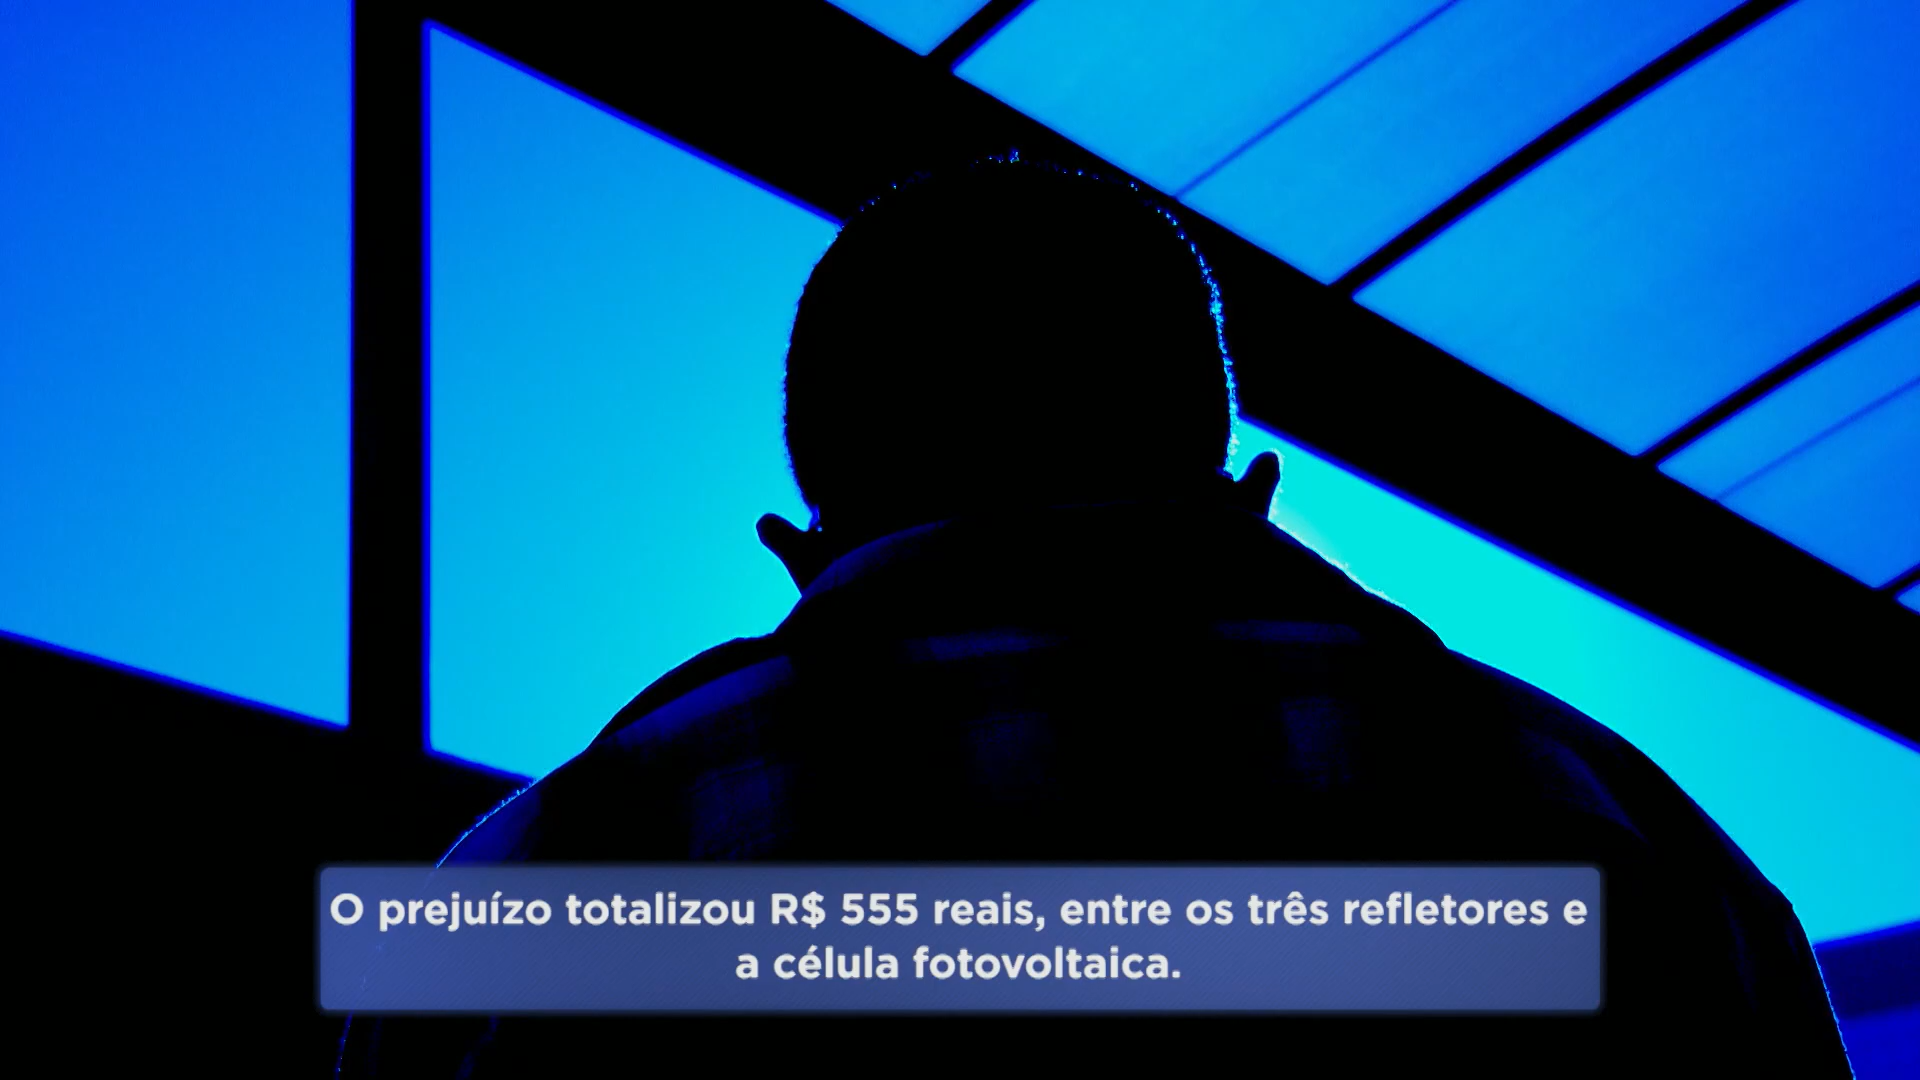 O prejuízo totalizou R$ 555 reais, entre os três refletores e
a célula fotovoltaica.